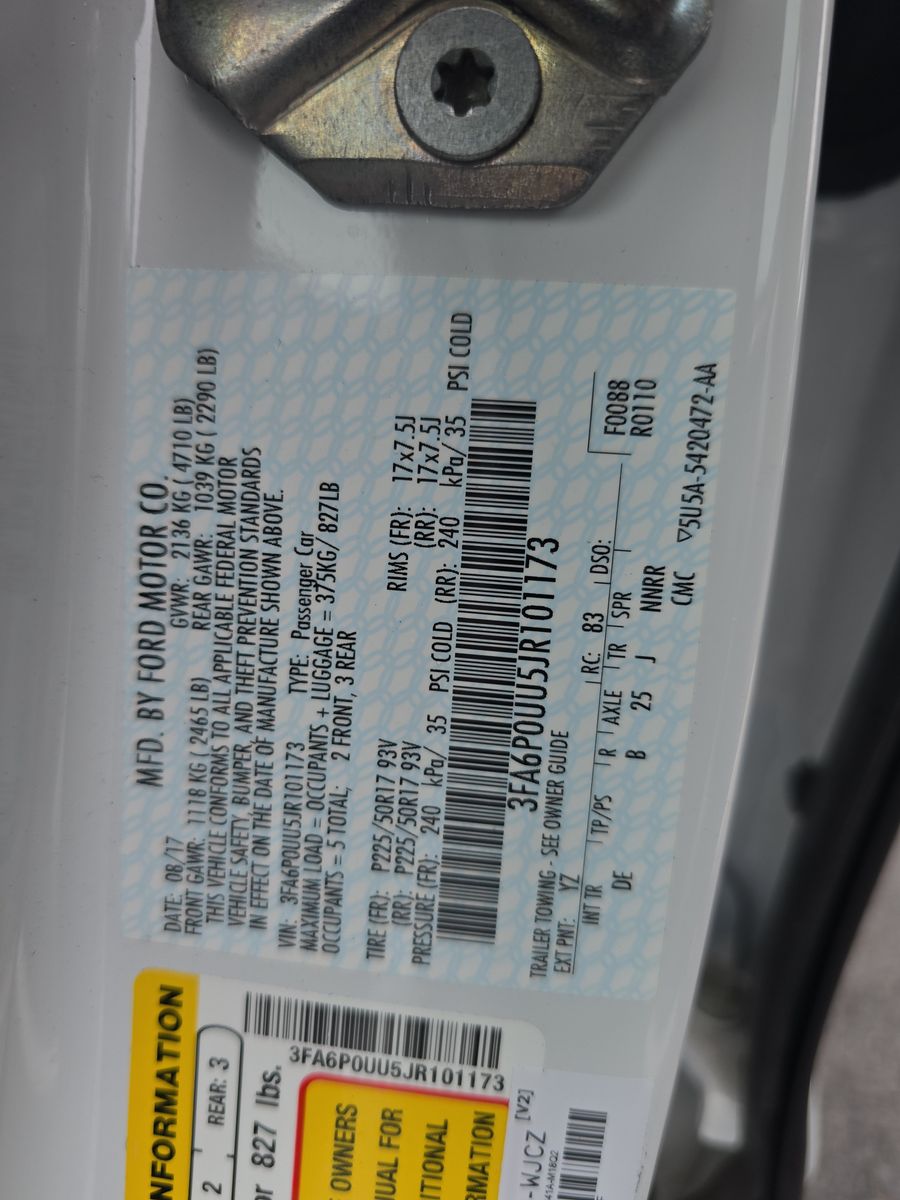 MFD. BY FORD MOTOR CO.
DATE: 08/17 GVWR: 2136 KG ( 4710 LB)
FRONT GAWR: 1118 KG ( 2465 LB) REAR GAWR: 1039 KG ( 2290 LB)
THIS VEHICLE CONFORMS TO ALL APPLICABLE FEDERAL MOTOR
VEHICLE SAFETY, BUMPER, AND THEFT PREVENTION STANDARDS
IN EFFECT ON THE DATE OF MANUFACTURE SHOWN ABOVE.
VIN: 3FA6P0UU5JR101173 TYPE: Passenger Car
MAXIMUM LOAD = OCCUPANTS + LUGGAGE = 375KG/ 827LB
OCCUPANTS = 5 TOTAL; 2 FRONT, 3 REAR
TIRE (FR): P225/50R17 93V RIMS (FR): 17x7.5J
(RR): P225/50R17 93V (RR): 17x7.5J
PRESSURE (FR): 240 kPa/ 35 PSI COLD (RR): 240 kPa/ 35 PSI COLD
3FA6P0UU5JR101173
TRAILER TOWING - SEE OWNER GUIDE
EXT PNT: YZ RC: 83 DSO: F0088
INT TR TP/PS R AXLE TR SPR R0110
DE B 25 J NNRR
CMC
▽5U5A-5420472-AA
NFORMATION
2 REAR: 3
or 827 lbs.
3FA6P0UU5JR101173
OWNERS
UAL FOR
ITIONAL
RMATION
-WJCZ [V2]
41A-M18Q2